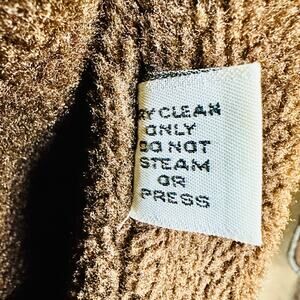 RY CLEAN
ONLY
DO NOT
STEAM
OR
PRESS